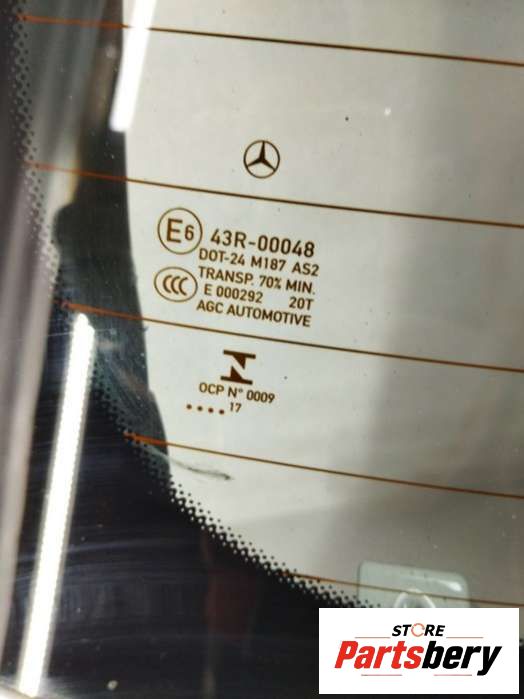 E6 43R-00048
DOT-24 M187 AS2
TRANSP. 70% MIN.
CCC E 000292 20T
AGC AUTOMOTIVE
N
OCP N° 0009
.... 17
STORE
Partsbery